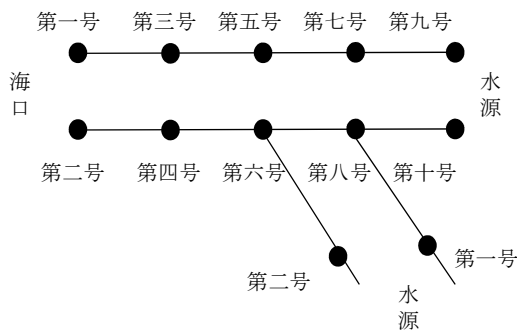 第一号 第三号 第五号 第七号 第九号
海口
水源
第二号 第四号 第六号 第八号 第十号
第二号
第一号
水源